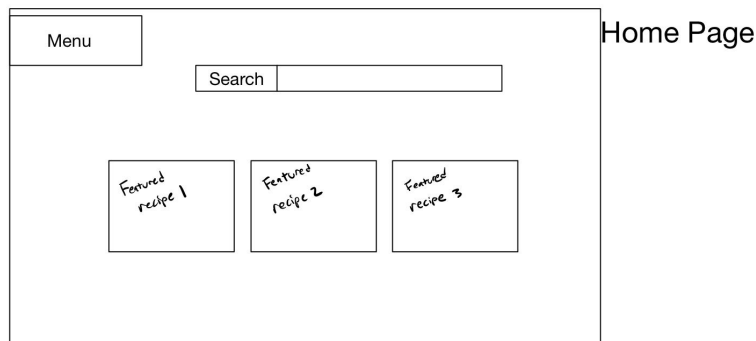 Menu
Home Page
Search
Featured
recipe 1
Featured
recipe 2
Featured
recipe 3